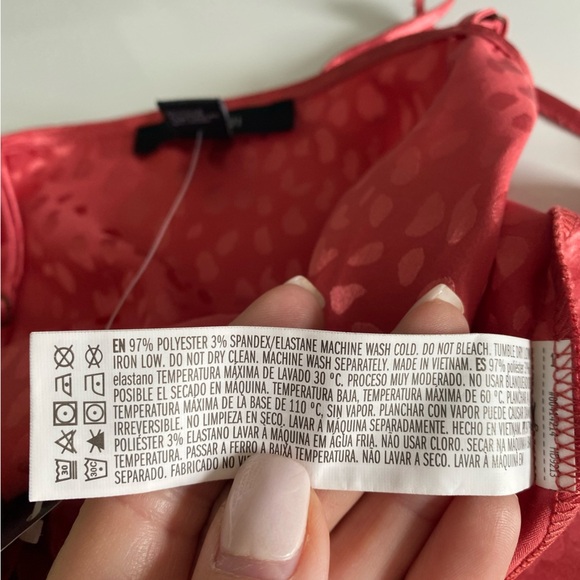 EN 97% POLYESTER 3% SPANDEX/ELASTANE MACHINE WASH COLD. DO NOT BLEACH. TUMBLE DRY LOW
IRON LOW. DO NOT DRY CLEAN. MACHINE WASH SEPARATELY. MADE IN VIETNAM. ES 97% poliéster
elastano TEMPERATURA MÁXIMA DE LAVADO 30 °C. PROCESO MUY MODERADO. NO USAR
POSIBLE EL SECADO EN MÁQUINA. TEMPERATURA BAJA, TEMPERATURA MÁXIMA DE 60 °C. PLANCHAR
TEMPERATURA MÁXIMA DE LA BASE DE 110 °C, SIN VAPOR. PLANCHAR CON VAPOR PUEDE CAUSAR
IRREVERSIBLE. NO LIMPIEZA EN SECO. LAVAR A MÁQUINA SEPARADAMENTE. HECHO EN VIETNAM.
POLIÉSTER 3% ELASTANO LAVAR À MÁQUINA EM ÁGUA FRIA. NÃO USAR CLORO. SECAR NA
TEMPERATURA. PASSAR A FERRO A BAIXA TEMPERATURA. NÃO LAVAR A SECO. LAVAR À MÁQUINA EM
SEPARADO. FABRICADO NO
30
30C